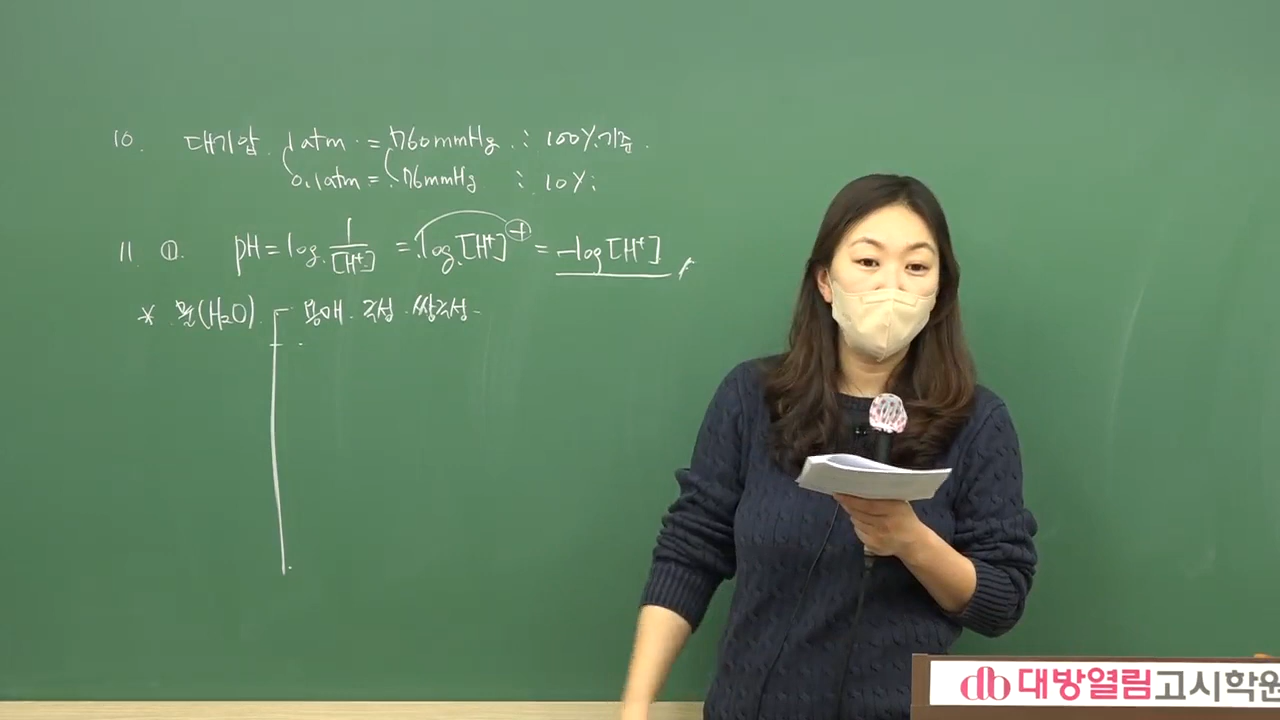 10. 대기압. 1atm = 760mmHg ∴ 100% 기준.
0.1atm = 76mmHg : 10%
11 ①. pH = log 1/[H⁺] = log [H⁺]⁻¹ = -log [H⁺]
* 물(H₂O) 용매. 극성. 쌍극성
대방열림고시학원